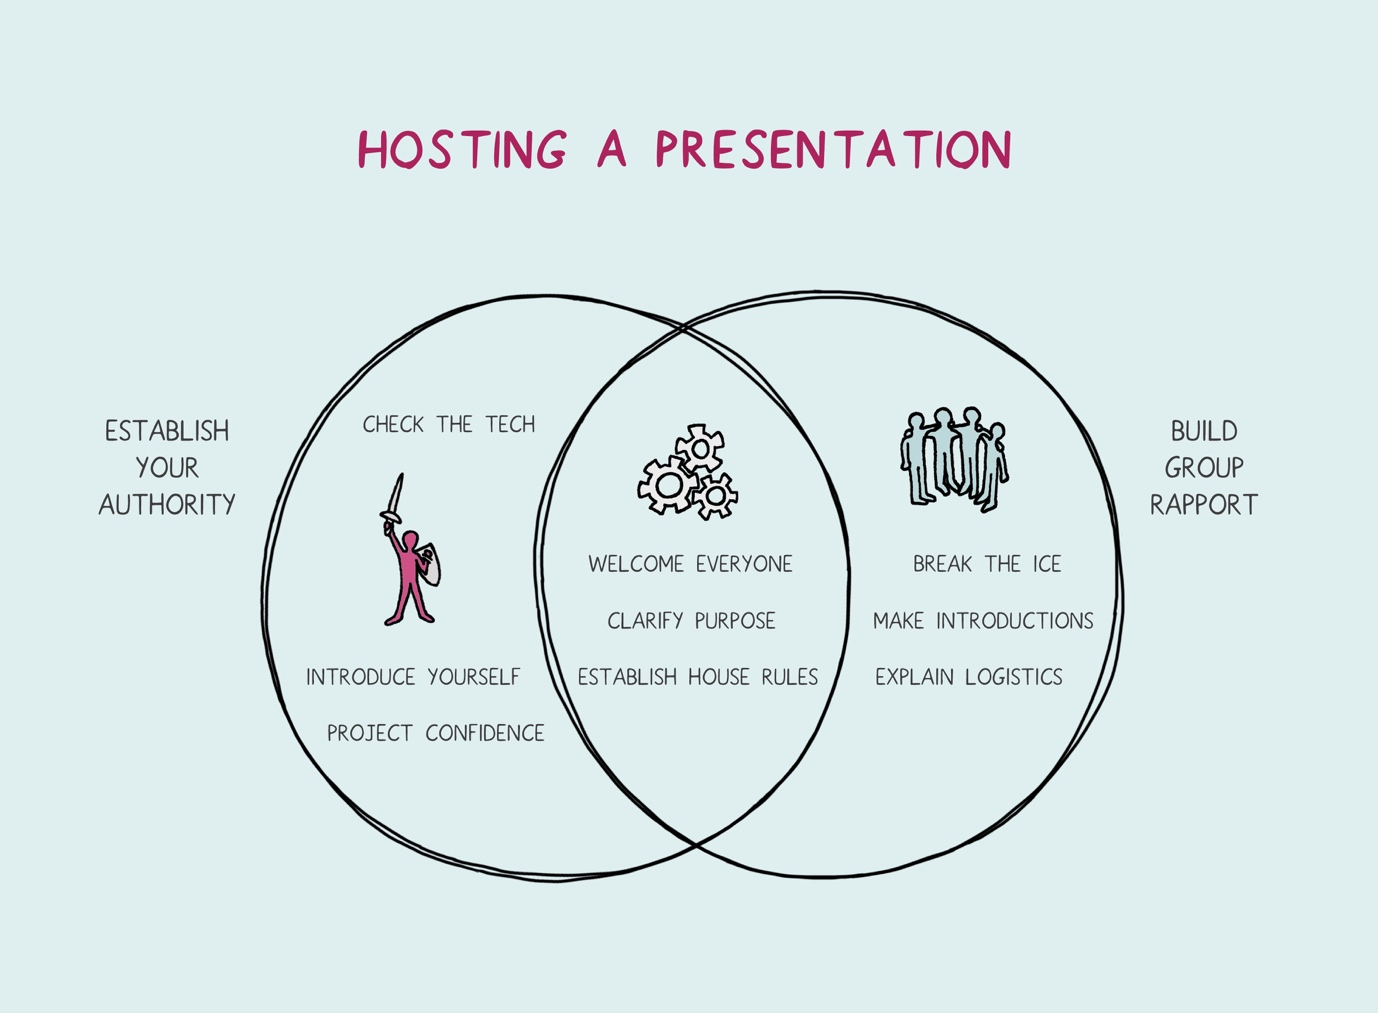 HOSTING A PRESENTATION
ESTABLISH
YOUR
AUTHORITY
CHECK THE TECH
INTRODUCE YOURSELF
PROJECT CONFIDENCE
WELCOME EVERYONE
CLARIFY PURPOSE
ESTABLISH HOUSE RULES
BREAK THE ICE
MAKE INTRODUCTIONS
EXPLAIN LOGISTICS
BUILD
GROUP
RAPPORT